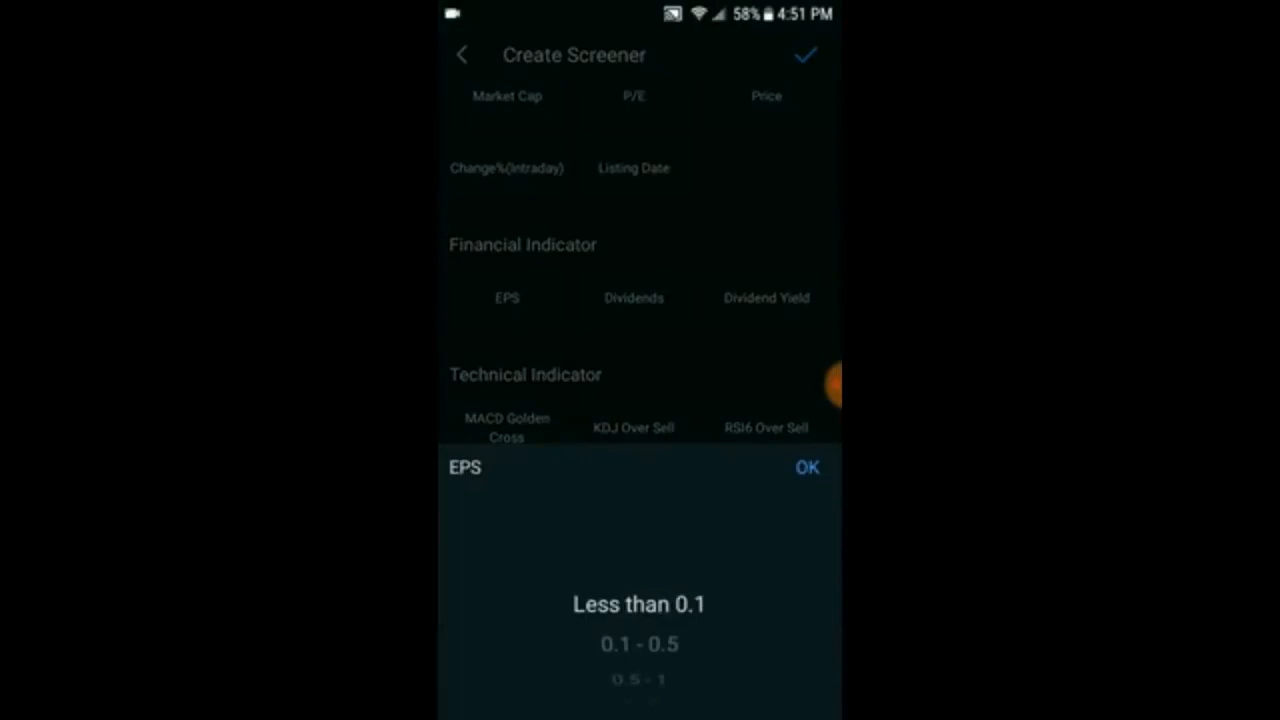 58% 4:51 PM
Create Screener
Market Cap P/E Price
Change%(Intraday) Listing Date
Financial Indicator
EPS Dividends Dividend Yield
Technical Indicator
MACD Golden Cross KDJ Over Sell RSI6 Over Sell
EPS OK
Less than 0.1
0.1 - 0.5
0.5 - 1